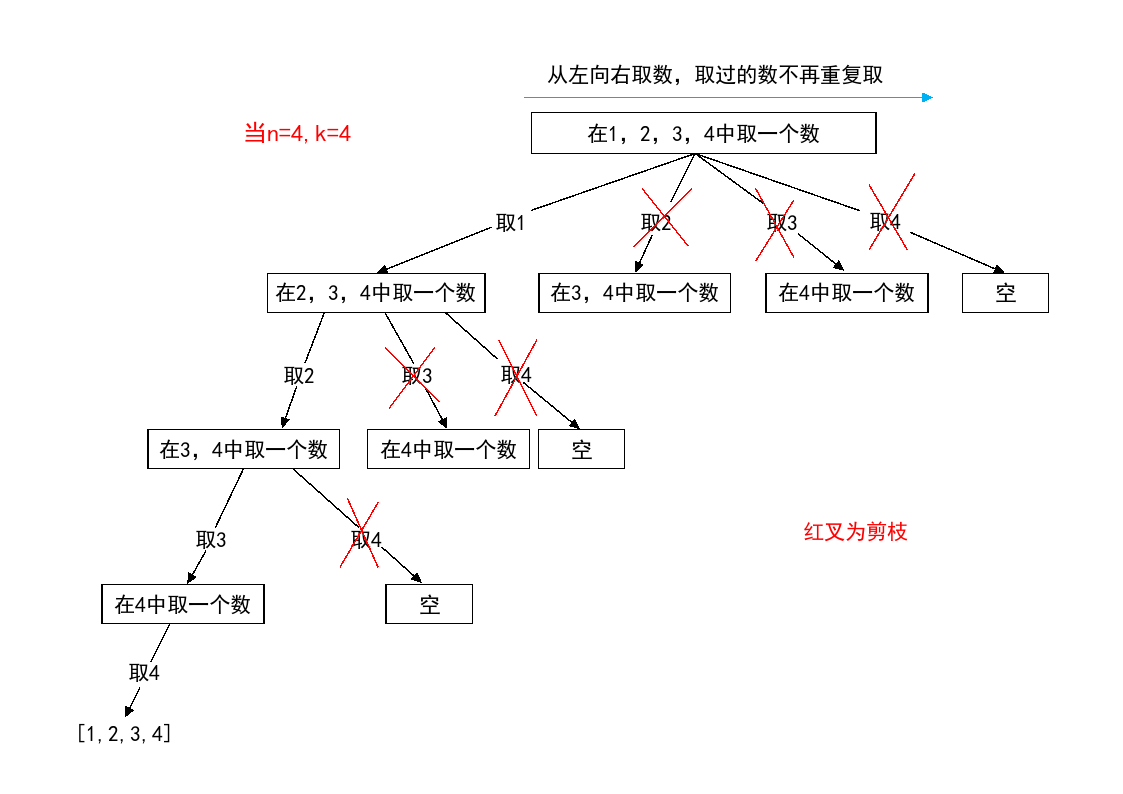 从左向右取数，取过的数不再重复取
当n=4,k=4
在1，2，3，4中取一个数
取1
取2
取3
取4
在2，3，4中取一个数
在3，4中取一个数
在4中取一个数
空
取2
取3
取4
在3，4中取一个数
在4中取一个数
空
红叉为剪枝
取3
取4
在4中取一个数
空
取4
[1,2,3,4]